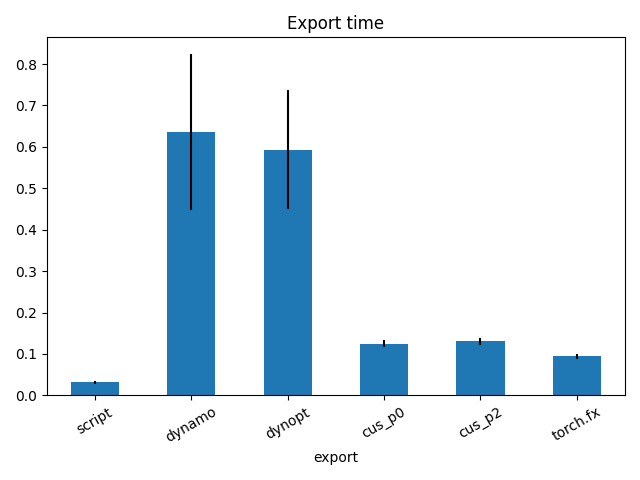 Export time
0.8
0.7
0.6
0.5
0.4
0.3
0.2
0.1
0.0
script
dynamo
dynopt
cus_p0
cus_p2
torch.fx
export